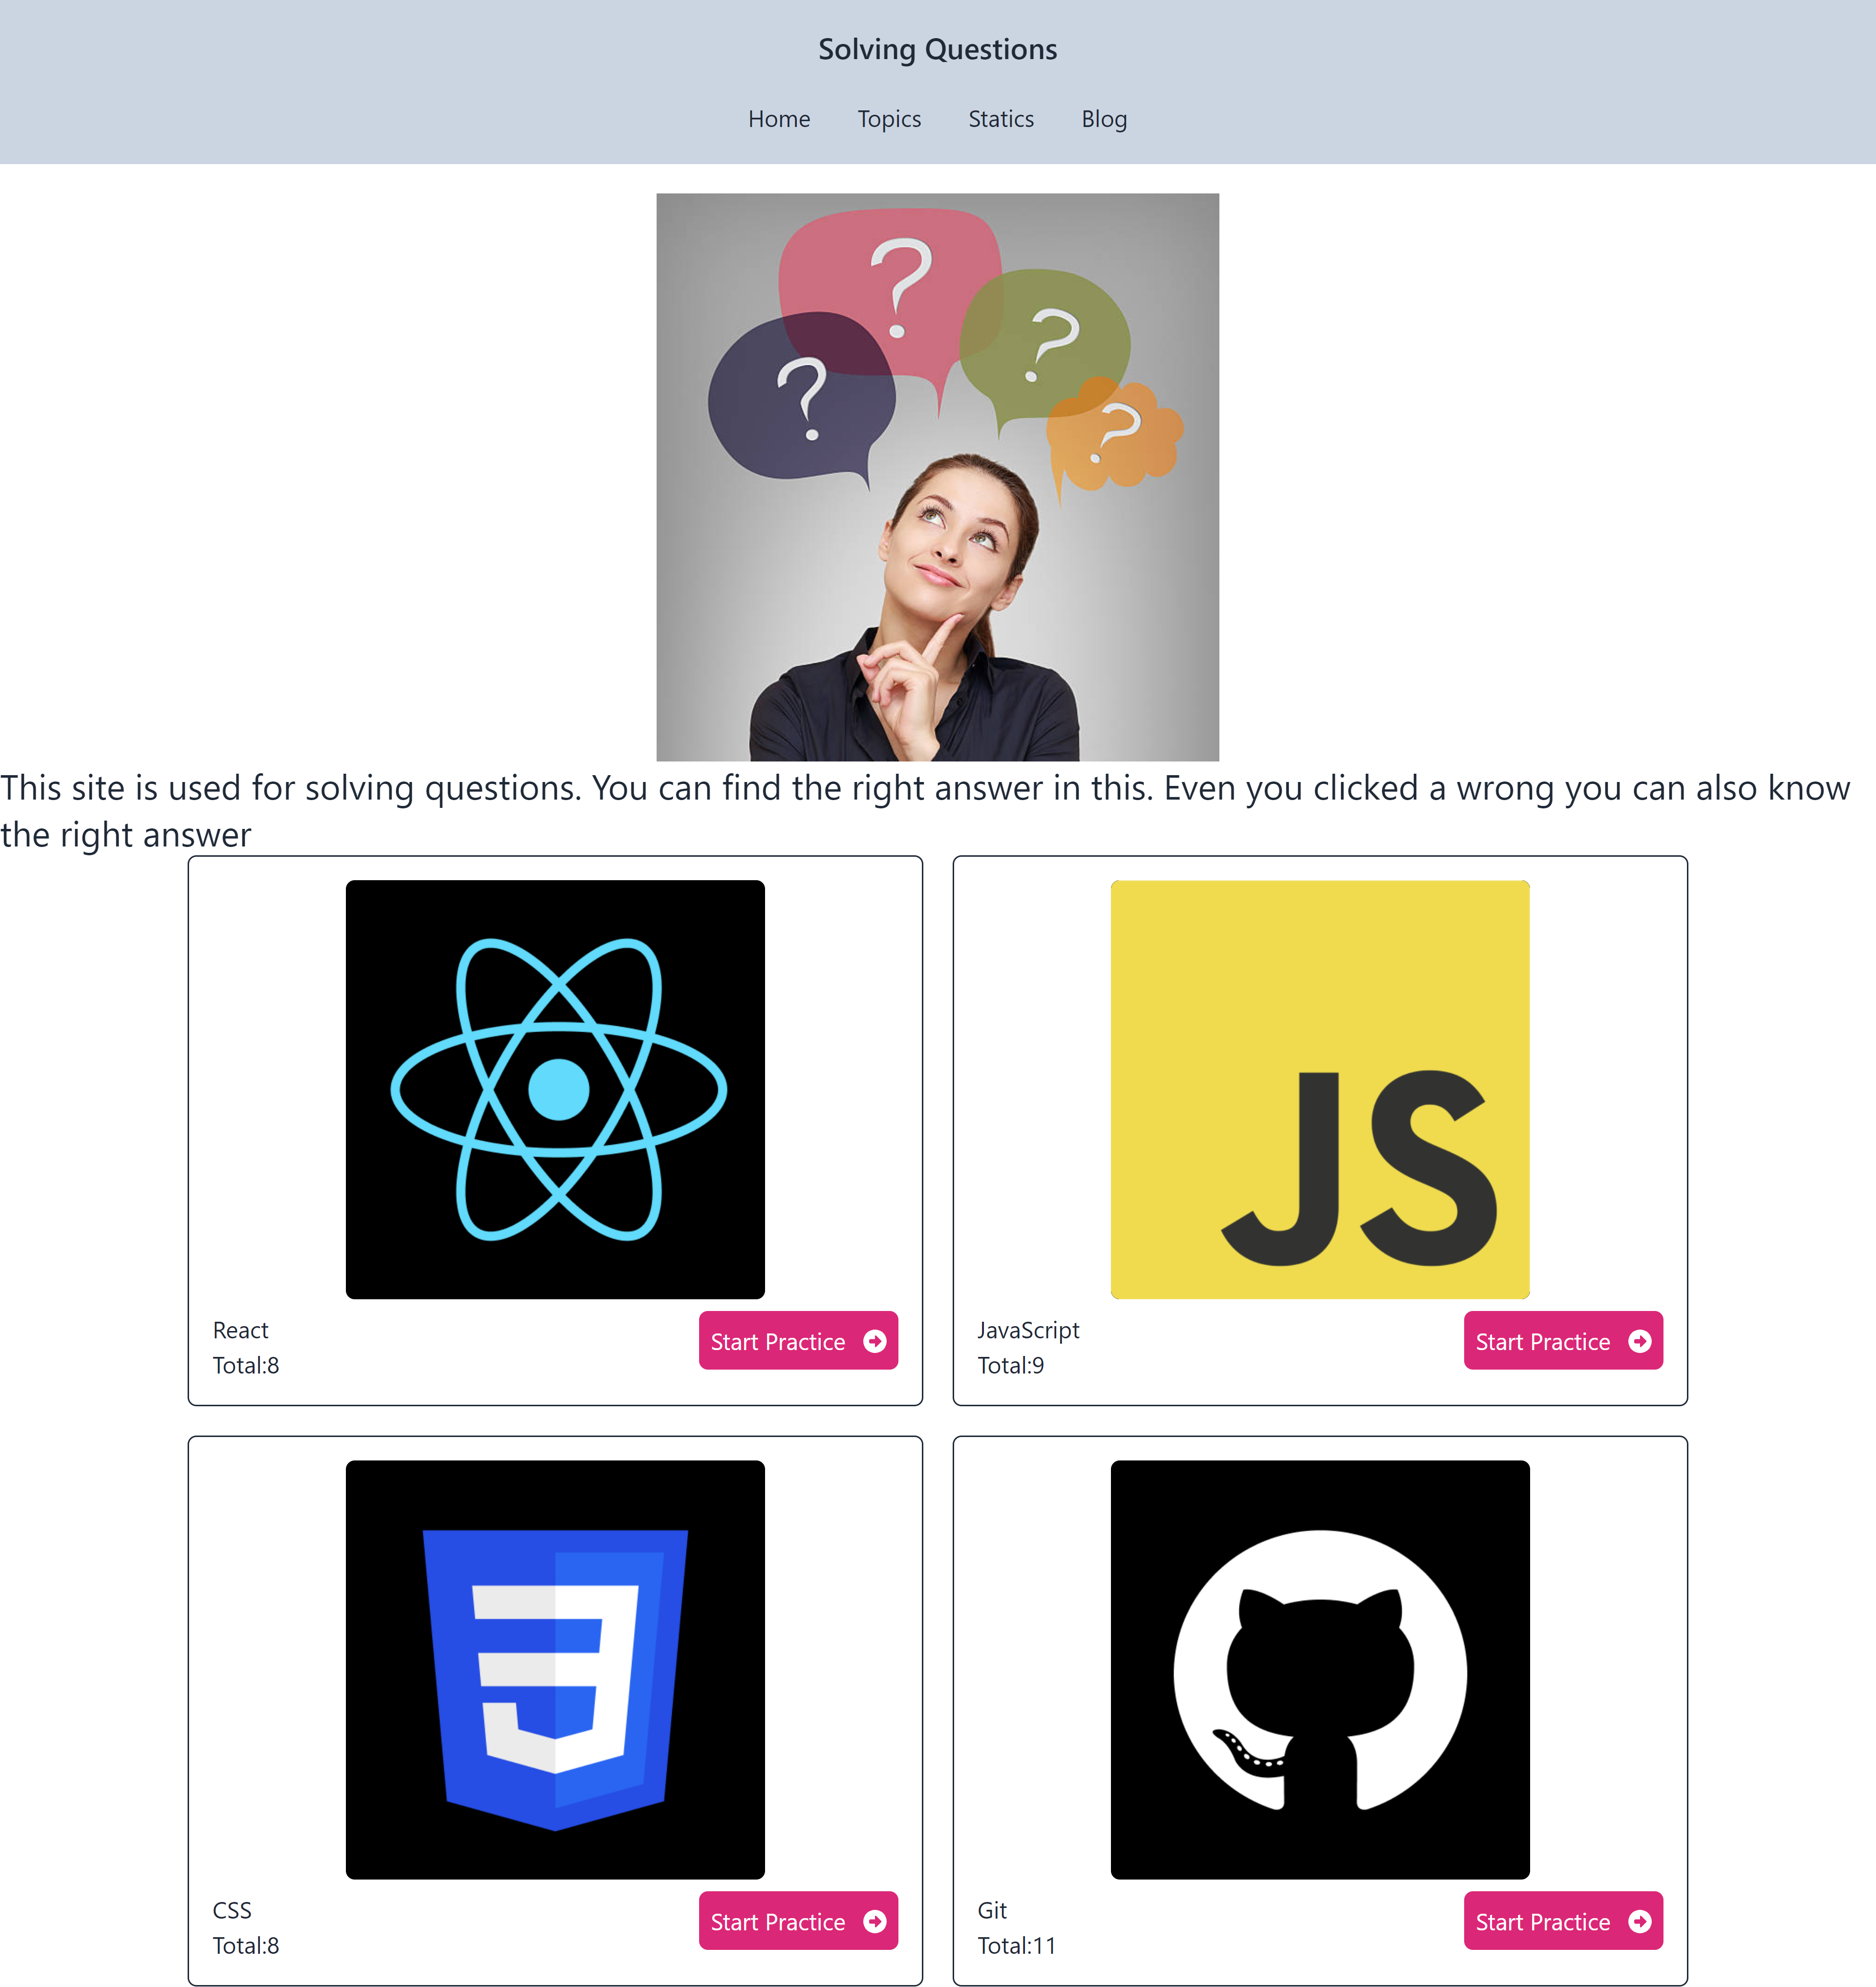 Solving Questions
Home Topics Statics Blog
?
?
?
?
This site is used for solving questions. You can find the right answer in this. Even you clicked a wrong you can also know
the right answer
JS
React
Total:8
Start Practice
JavaScript
Total:9
Start Practice
CSS
Total:8
Start Practice
Git
Total:11
Start Practice